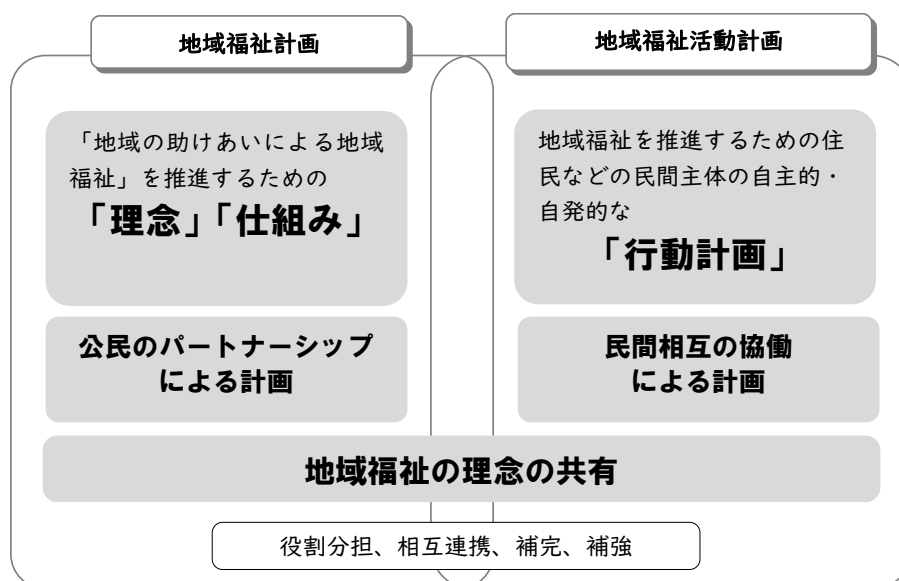 地域福祉計画
地域福祉活動計画
「地域の助けあいによる地域
福祉」を推進するための
「理念」「仕組み」
地域福祉を推進するための住
民などの民間主体の自主的・
自発的な
「行動計画」
公民のパートナーシップ
による計画
民間相互の協働
による計画
地域福祉の理念の共有
役割分担、相互連携、補完、補強